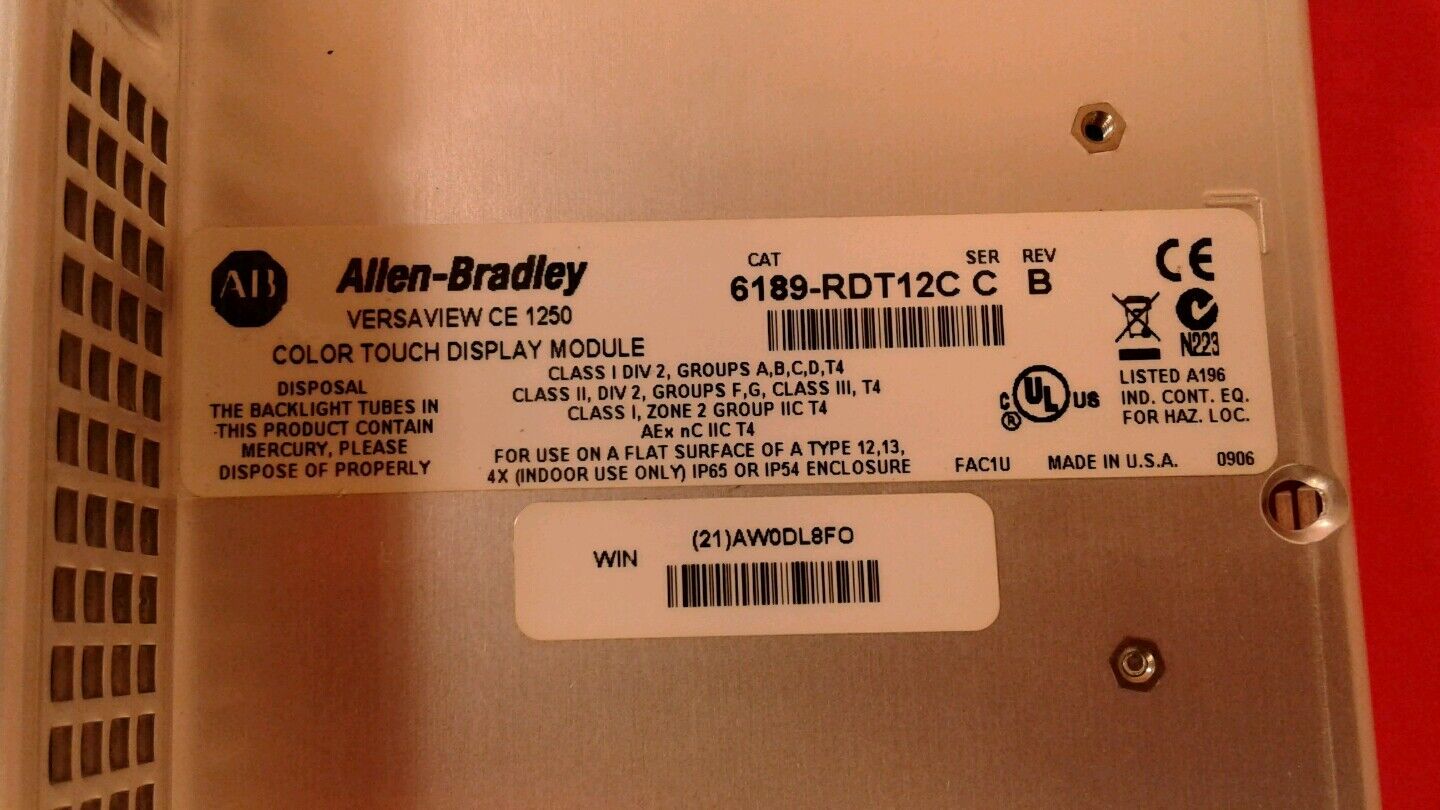 AB Allen-Bradley
VERSAVIEW CE 1250
COLOR TOUCH DISPLAY MODULE
CAT SER REV
6189-RDT12C C B
CE
N223
DISPOSAL
THE BACKLIGHT TUBES IN
THIS PRODUCT CONTAIN
MERCURY, PLEASE
DISPOSE OF PROPERLY
CLASS I DIV 2, GROUPS A,B,C,D,T4
CLASS II, DIV 2, GROUPS F,G, CLASS III, T4
CLASS I, ZONE 2 GROUP IIC T4
AEx nC IIC T4
FOR USE ON A FLAT SURFACE OF A TYPE 12,13,
4X (INDOOR USE ONLY) IP65 OR IP54 ENCLOSURE
C UL US ®
LISTED A196
IND. CONT. EQ.
FOR HAZ. LOC.
FAC1U MADE IN U.S.A. 0906
(21)AW0DL8FO
WIN